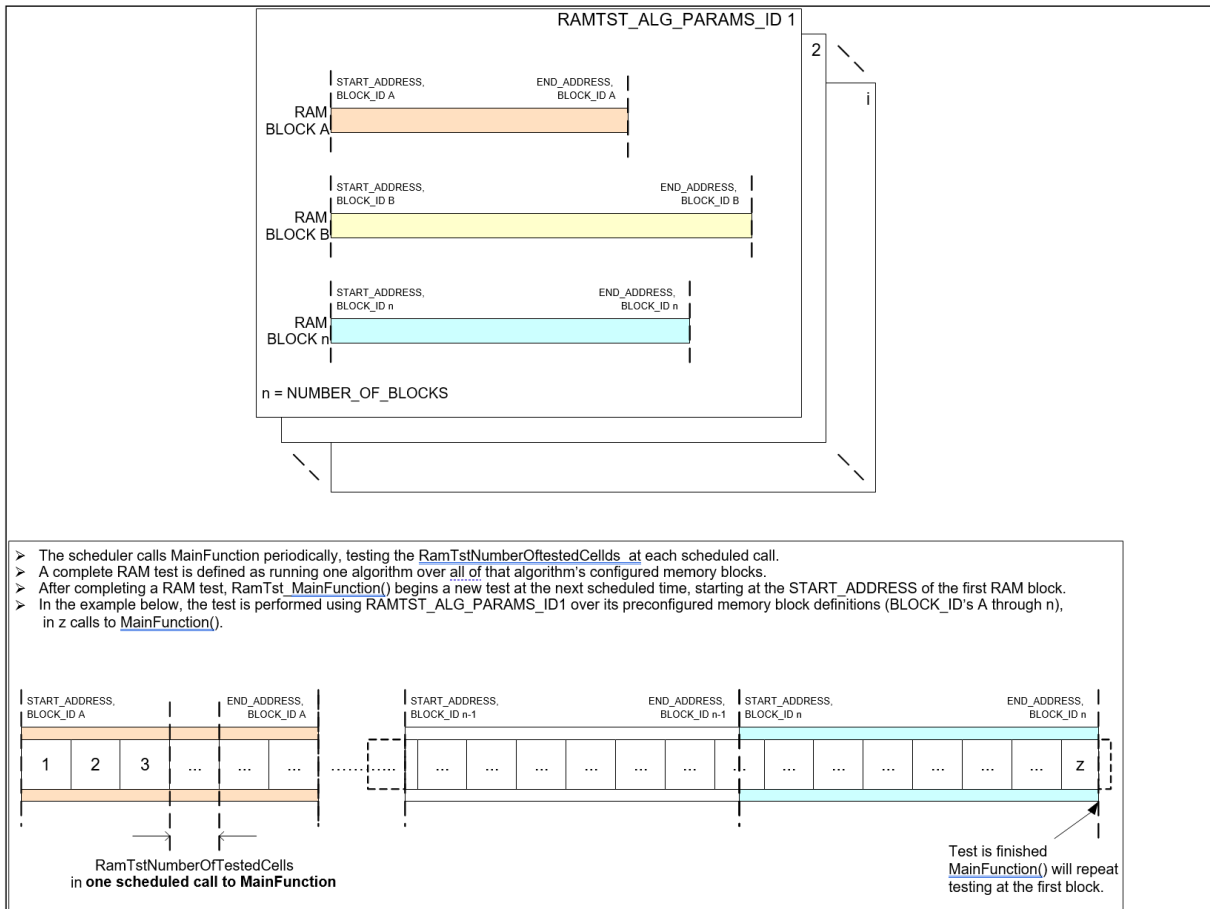 RAMTST_ALG_PARAMS_ID 1
2
i
START_ADDRESS,
BLOCK_ID A
END_ADDRESS,
BLOCK_ID A
RAM
BLOCK A
START_ADDRESS,
BLOCK_ID B
END_ADDRESS,
BLOCK_ID B
RAM
BLOCK B
START_ADDRESS,
BLOCK_ID n
END_ADDRESS,
BLOCK_ID n
RAM
BLOCK n
n = NUMBER_OF_BLOCKS
➢ The scheduler calls MainFunction periodically, testing the RamTstNumberOftestedCellds at each scheduled call.
➢ A complete RAM test is defined as running one algorithm over all of that algorithm's configured memory blocks.
➢ After completing a RAM test, RamTst_MainFunction() begins a new test at the next scheduled time, starting at the START_ADDRESS of the first RAM block.
➢ In the example below, the test is performed using RAMTST_ALG_PARAMS_ID1 over its preconfigured memory block definitions (BLOCK_ID's A through n),
in z calls to MainFunction().
START_ADDRESS,
BLOCK_ID A
END_ADDRESS,
BLOCK_ID A
START_ADDRESS,
BLOCK_ID n-1
END_ADDRESS,
BLOCK_ID n-1
START_ADDRESS,
BLOCK_ID n
END_ADDRESS,
BLOCK_ID n
1 2 3 ... ... ... ...... ... ... ... ... ... ... ... ... ... ... ... ... ... ... z
RamTstNumberOfTestedCells
in one scheduled call to MainFunction
Test is finished
MainFunction() will repeat
testing at the first block.